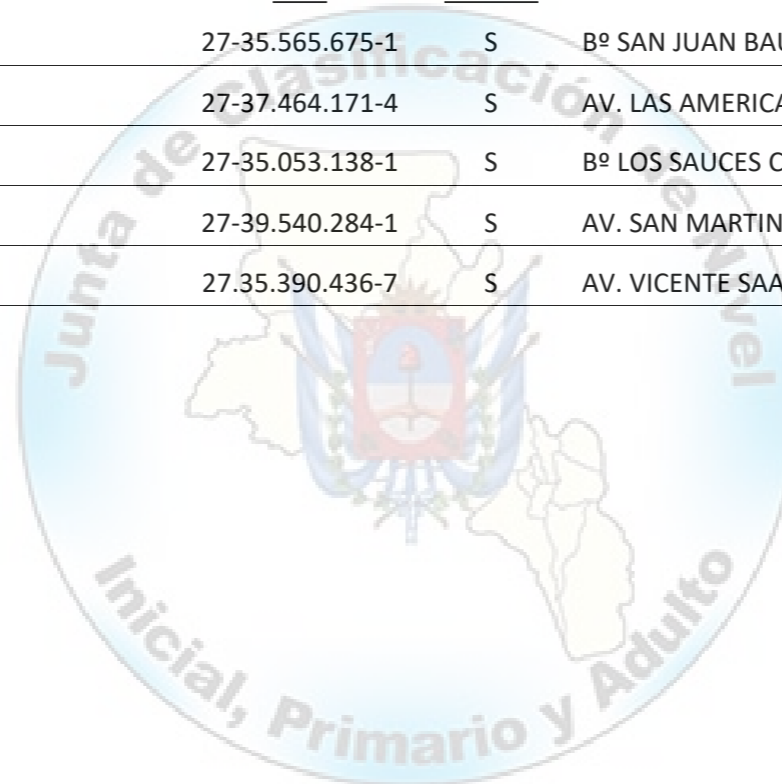 27-35.565.675-1 S Bº SAN JUAN BAU
27-37.464.171-4 S AV. LAS AMERICA
27-35.053.138-1 S Bº LOS SAUCES C
27-39.540.284-1 S AV. SAN MARTIN
27.35.390.436-7 S AV. VICENTE SAA
Junta de Clasificación de Nivel
Inicial, Primario y Adulto